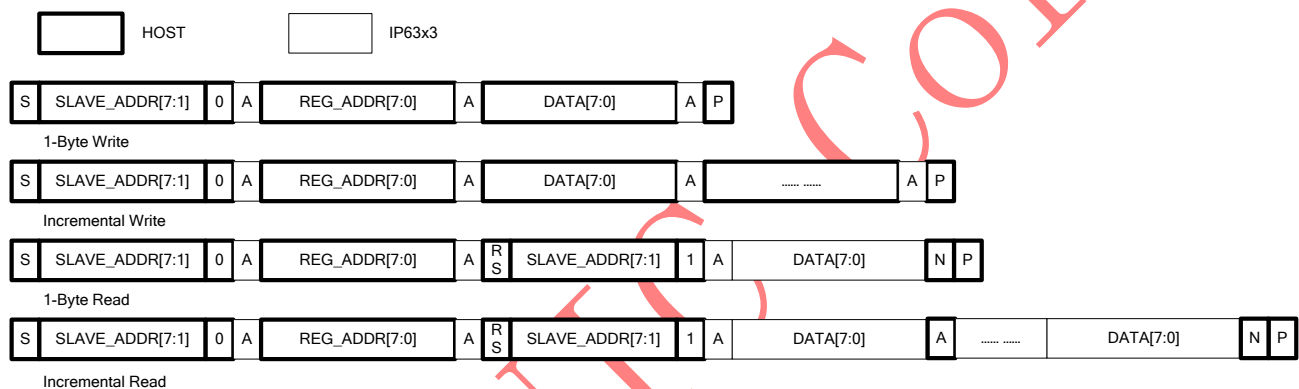 HOST IP63x3
S SLAVE_ADDR[7:1] 0 A REG_ADDR[7:0] A DATA[7:0] A P
1-Byte Write
S SLAVE_ADDR[7:1] 0 A REG_ADDR[7:0] A DATA[7:0] A ...... ...... A P
Incremental Write
S SLAVE_ADDR[7:1] 0 A REG_ADDR[7:0] A RS SLAVE_ADDR[7:1] 1 A DATA[7:0] N P
1-Byte Read
S SLAVE_ADDR[7:1] 0 A REG_ADDR[7:0] A RS SLAVE_ADDR[7:1] 1 A DATA[7:0] A ...... ...... DATA[7:0] N P
Incremental Read